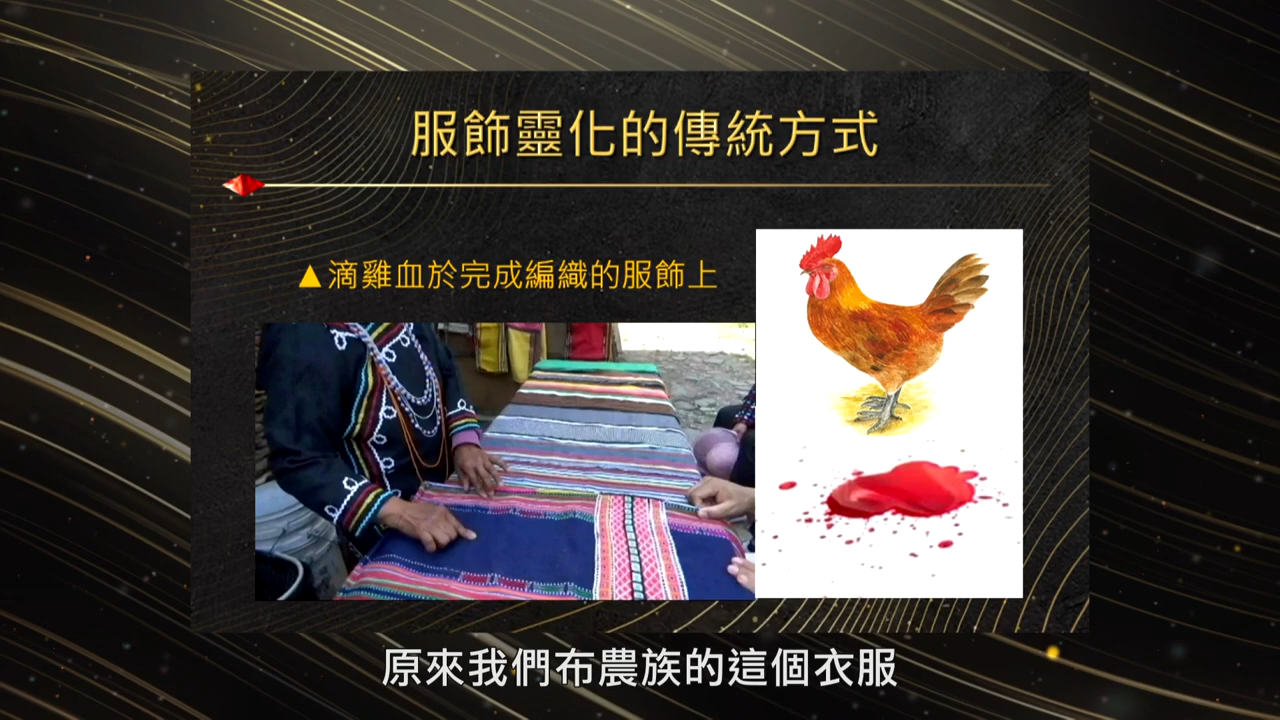 服飾靈化的傳統方式
▲滴雞血於完成編織的服飾上
原來我們布農族的這個衣服